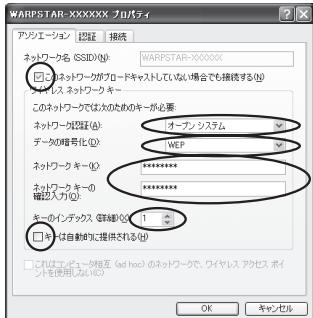 WARPSTAR-XXXXXX プロパティ
アソシエーション 認証 接続
ネットワーク名 (SSID)(N): WARPSTAR-XXXXXX
このネットワークがブロードキャストしていない場合でも接続する(N)
ワイヤレス ネットワーク キー
このネットワークでは次のためのキーが必要:
ネットワーク認証(A): オープン システム
データの暗号化(D): WEP
ネットワーク キー(K): ********
ネットワーク キーの
確認入力(O): ********
キーのインデックス (詳細)(X): 1
キーは自動的に提供される(H)
これはコンピュータ相互 (ad hoc) のネットワークで、ワイヤレス アクセス ポイ
ントを使用しない(C)
OK キャンセル